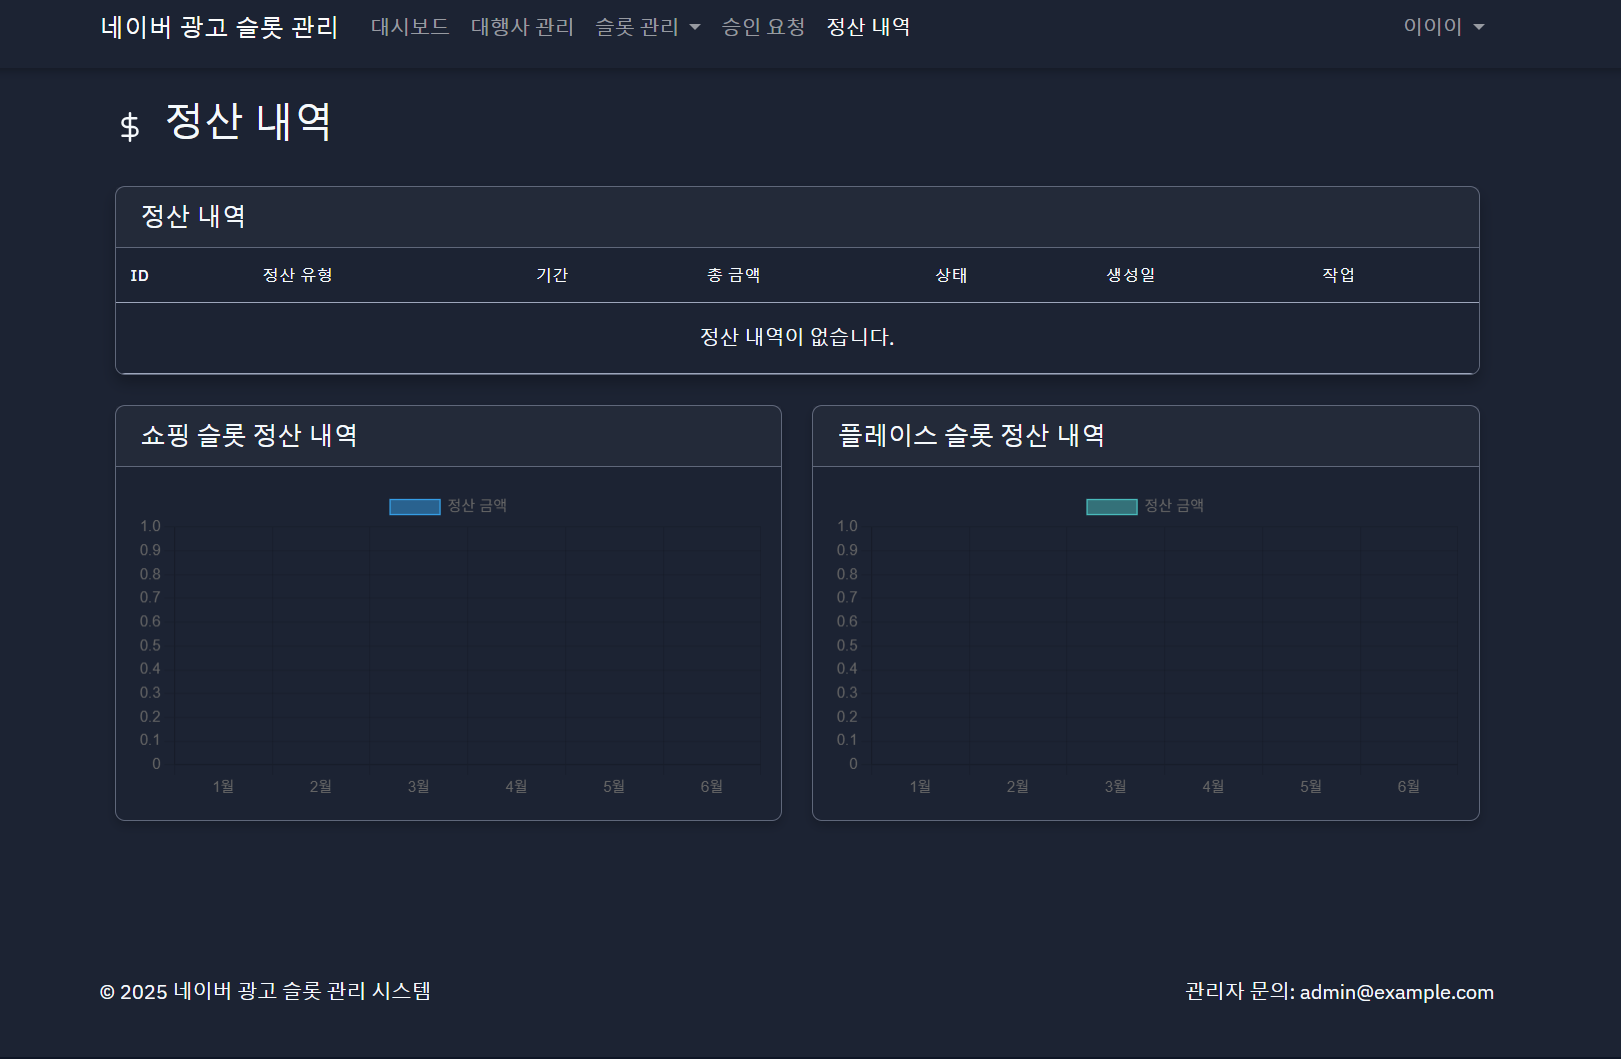 네이버 광고 슬롯 관리 대시보드 대행사 관리 슬롯 관리 승인 요청 정산 내역 이이이
$ 정산 내역
정산 내역
ID 정산 유형 기간 총 금액 상태 생성일 작업
정산 내역이 없습니다.
쇼핑 슬롯 정산 내역
정산 금액
1.0
0.9
0.8
0.7
0.6
0.5
0.4
0.3
0.2
0.1
0
1월 2월 3월 4월 5월 6월
플레이스 슬롯 정산 내역
정산 금액
1.0
0.9
0.8
0.7
0.6
0.5
0.4
0.3
0.2
0.1
0
1월 2월 3월 4월 5월 6월
© 2025 네이버 광고 슬롯 관리 시스템
관리자 문의: admin@example.com